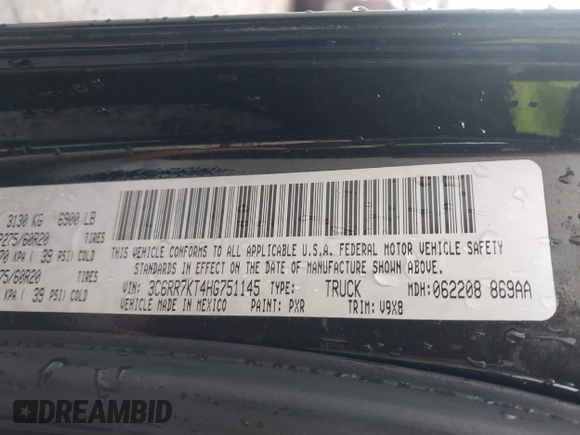 3130 KG 6900 LB
275/60R20 TIRES
KPA ( 39 PSI) COLD
75/60R20 TIRES
KPA ( 39 PSI) COLD
THIS VEHICLE CONFORMS TO ALL APPLICABLE U.S.A. FEDERAL MOTOR VEHICLE SAFETY
STANDARDS IN EFFECT ON THE DATE OF MANUFACTURE SHOWN ABOVE.
VIN: 3C6RR7KT4HG751145 TYPE: TRUCK MDH: 062208 869AA
VEHICLE MADE IN MEXICO PAINT: PXR TRIM: V9X8
DREAMBID